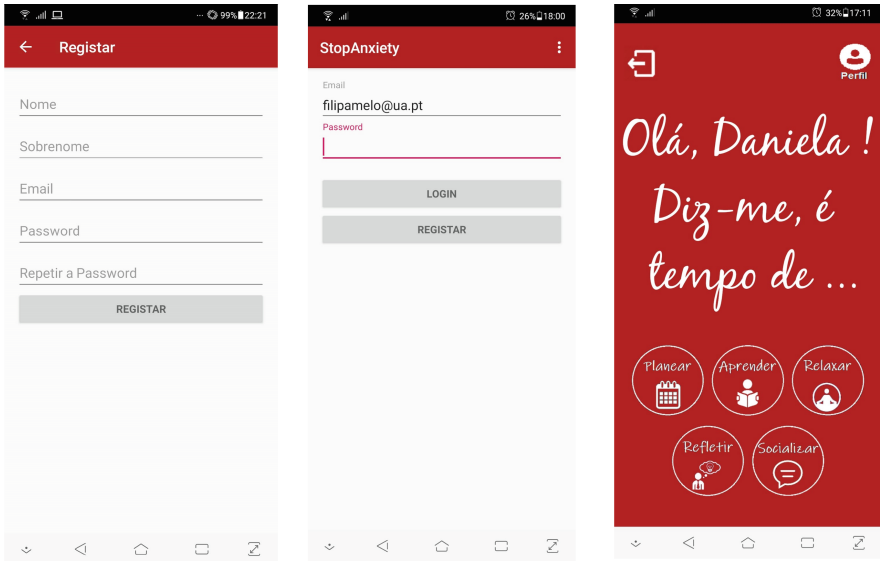 99% 22:21
Registar
Nome
Sobrenome
Email
Password
Repetir a Password
REGISTAR
26% 18:00
StopAnxiety
Email
filipamelo@ua.pt
Password
LOGIN
REGISTAR
32% 17:11
Perfil
Olá, Daniela !
Diz-me, é
tempo de ...
Planear
Aprender
Relaxar
Refletir
Socializar